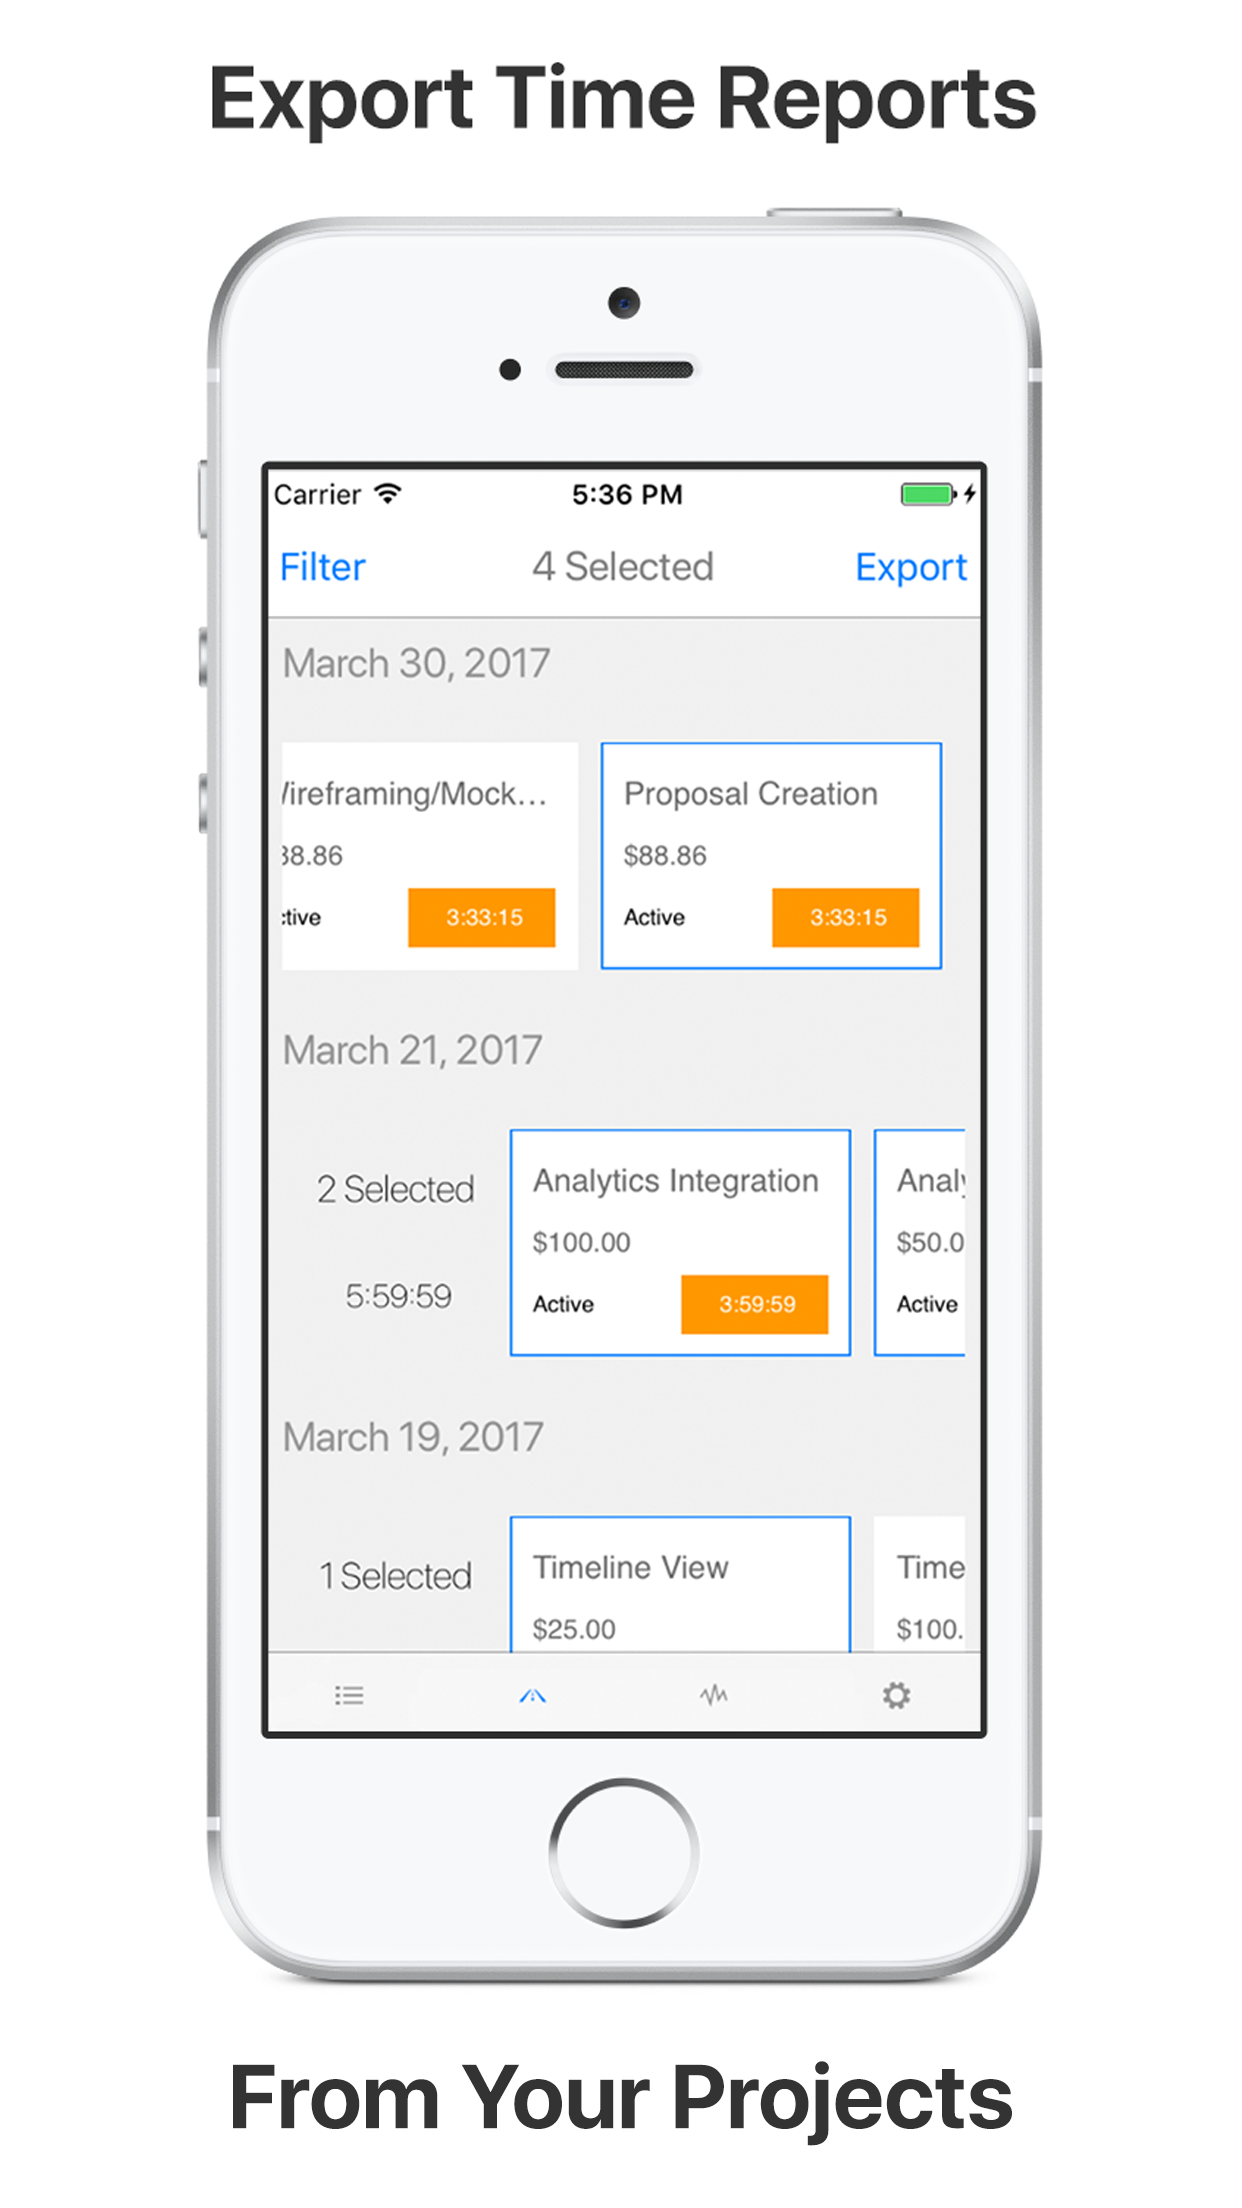 Export Time Reports
Carrier 5:36 PM
Filter 4 Selected Export
March 30, 2017
ireframing/Mock… Proposal Creation
38.86 $88.86
ctive 3:33:15 Active 3:33:15
March 21, 2017
2 Selected Analytics Integration Analy
$100.00 $50.0
5:59:59 Active 3:59:59 Active
March 19, 2017
1 Selected Timeline View Time
$25.00 $100.
From Your Projects